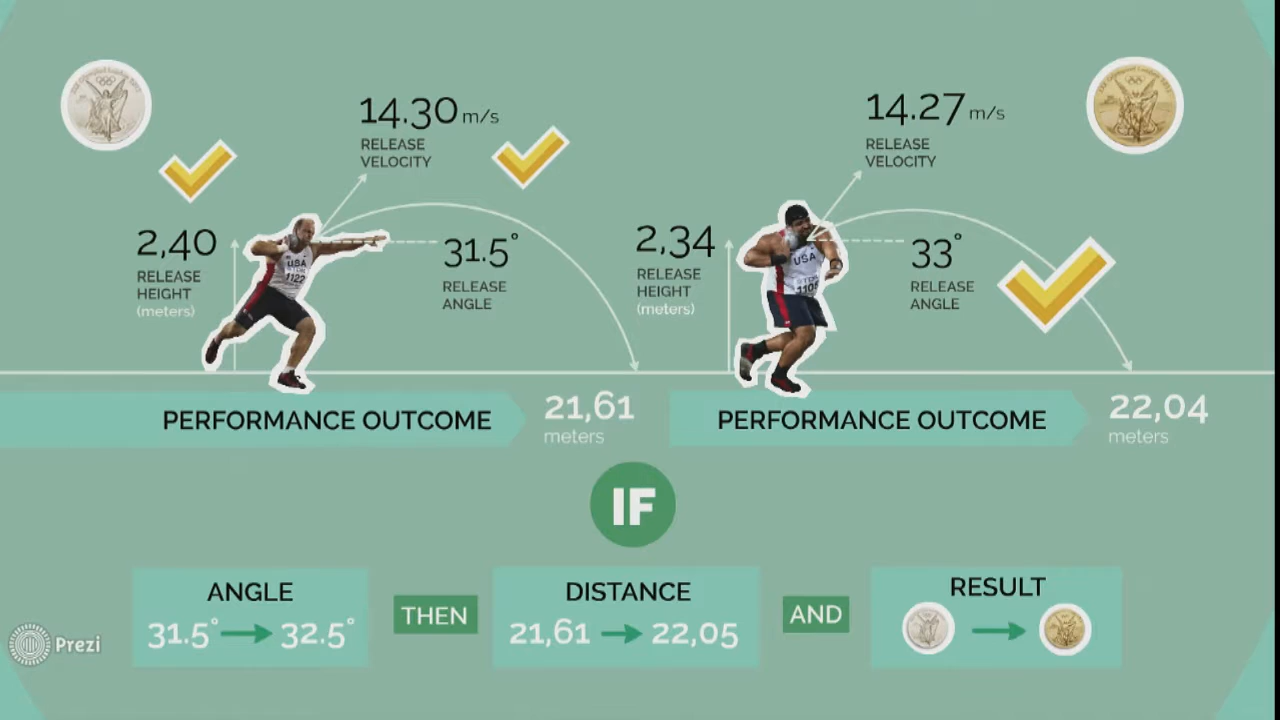 14.30 m/s
RELEASE
VELOCITY
2,40
RELEASE
HEIGHT
(meters)
31.5°
RELEASE
ANGLE
USA
1122
14.27 m/s
RELEASE
VELOCITY
2,34
RELEASE
HEIGHT
(meters)
33°
RELEASE
ANGLE
USA
1105
PERFORMANCE OUTCOME
21,61
meters
PERFORMANCE OUTCOME
22,04
meters
IF
ANGLE
31.5° → 32.5°
THEN
DISTANCE
21,61 → 22,05
AND
RESULT
Prezi